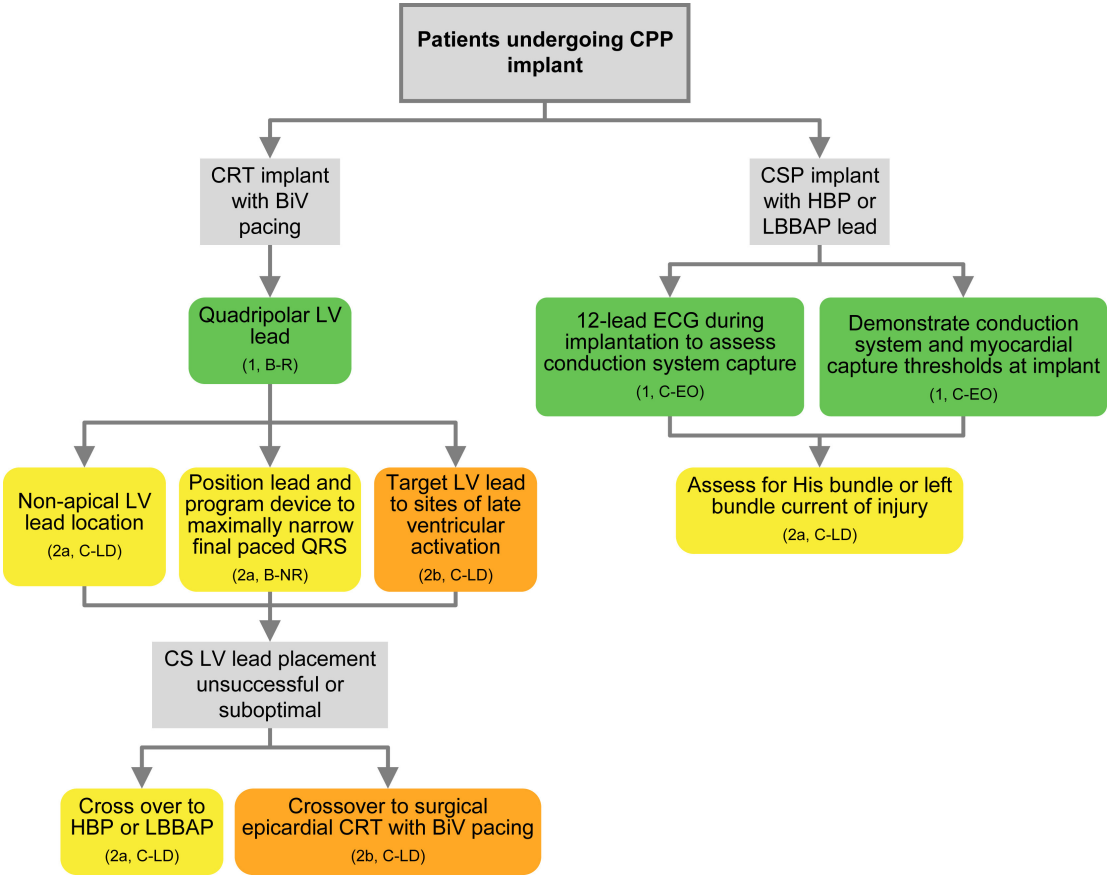 Patients undergoing CPP
implant
CRT implant
with BiV
pacing
CSP implant
with HBP or
LBBAP lead
Quadripolar LV
lead
(1, B-R)
12-lead ECG during
implantation to assess
conduction system capture
(1, C-EO)
Demonstrate conduction
system and myocardial
capture thresholds at implant
(1, C-EO)
Non-apical LV
lead location
(2a, C-LD)
Position lead and
program device to
maximally narrow
final paced QRS
(2a, B-NR)
Target LV lead
to sites of late
ventricular
activation
(2b, C-LD)
Assess for His bundle or left
bundle current of injury
(2a, C-LD)
CS LV lead placement
unsuccessful or
suboptimal
Cross over to
HBP or LBBAP
(2a, C-LD)
Crossover to surgical
epicardial CRT with BiV pacing
(2b, C-LD)